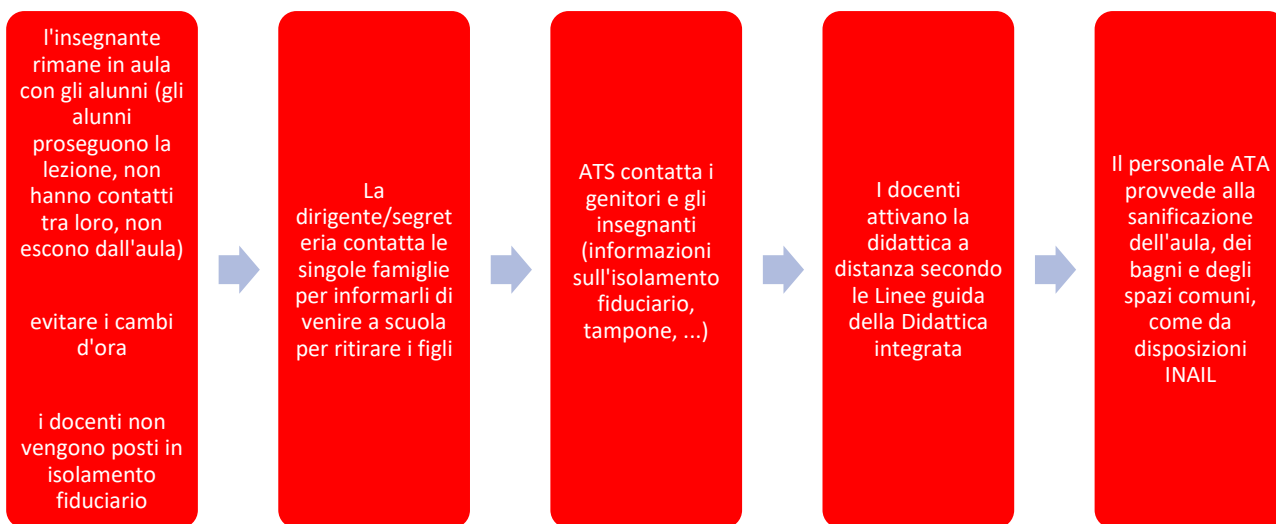 l'insegnante
rimane in aula
con gli alunni (gli
alunni
proseguono la
lezione, non
hanno contatti
tra loro, non
escono dall'aula)
evitare i cambi
d'ora
i docenti non
vengono posti in
isolamento
fiduciario
La
dirigente/segret
eria contatta le
singole famiglie
per informarli di
venire a scuola
per ritirare i figli
ATS contatta i
genitori e gli
insegnanti
(informazioni
sull'isolamento
fiduciario,
tampone, ...)
I docenti
attivano la
didattica a
distanza secondo
le Linee guida
della Didattica
integrata
Il personale ATA
provvede alla
sanificazione
dell'aula, dei
bagni e degli
spazi comuni,
come da
disposizioni
INAIL